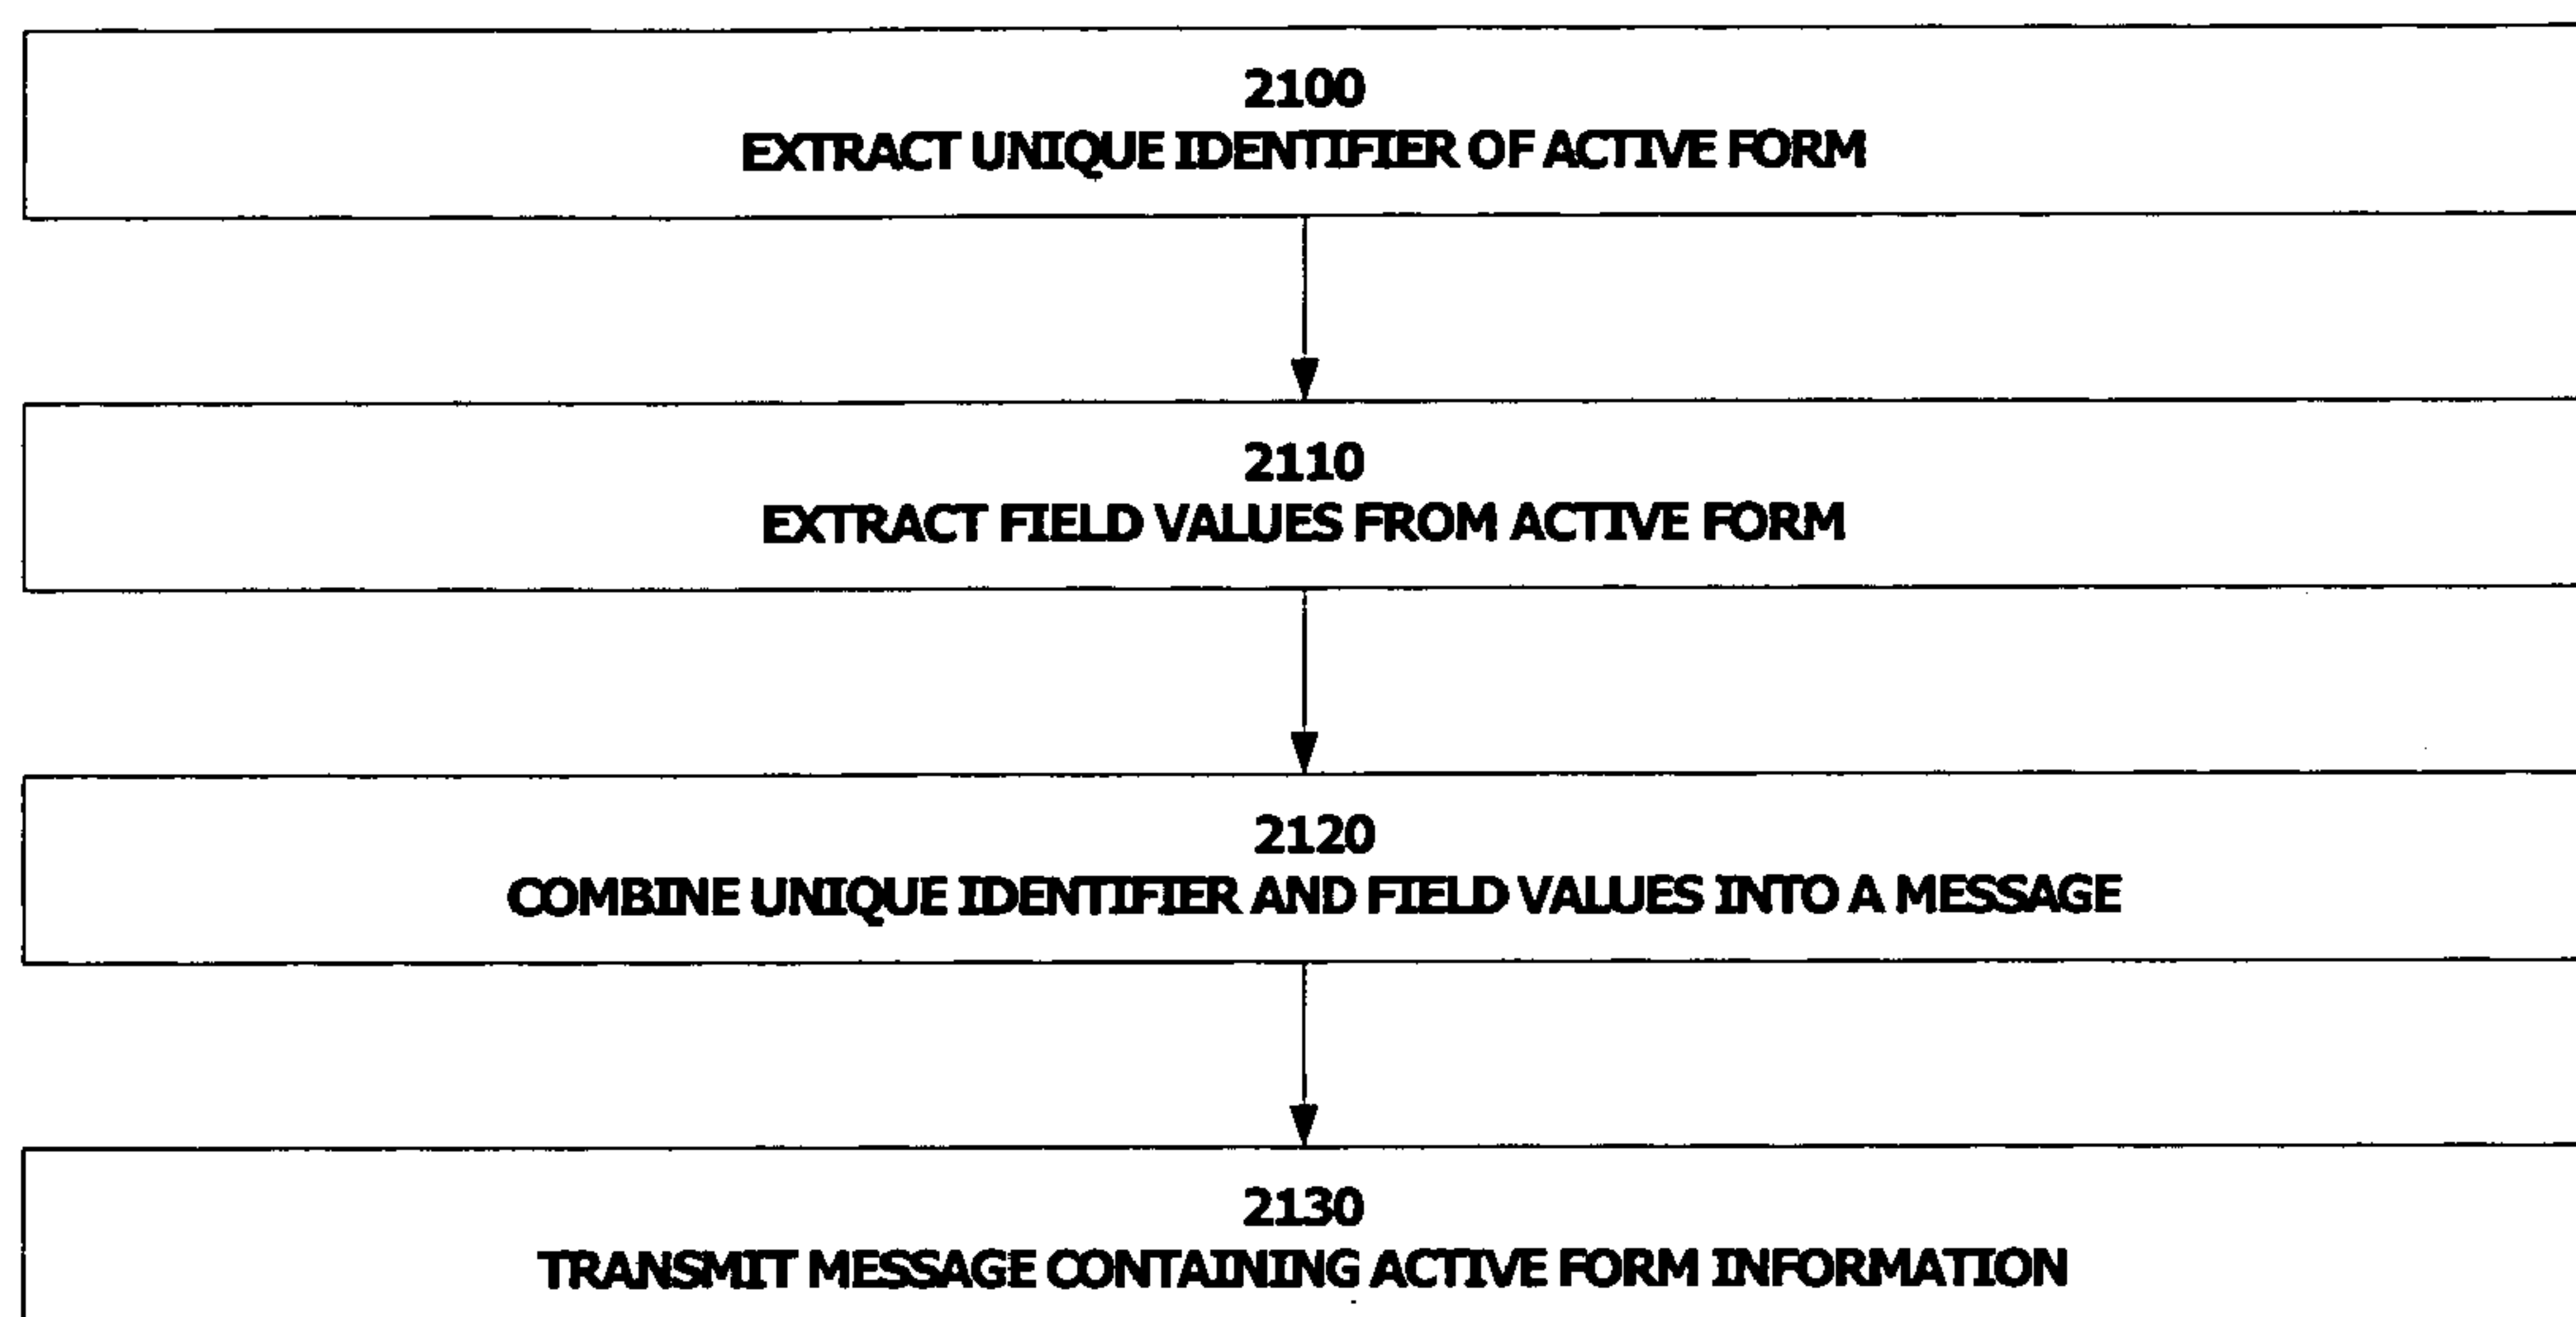 2100
EXTRACT UNIQUE IDENTIFIER OF ACTIVE FORM
2110
EXTRACT FIELD VALUES FROM ACTIVE FORM
2120
COMBINE UNIQUE IDENTIFIER AND FIELD VALUES INTO A MESSAGE
2130
TRANSMIT MESSAGE CONTAINING ACTIVE FORM INFORMATION